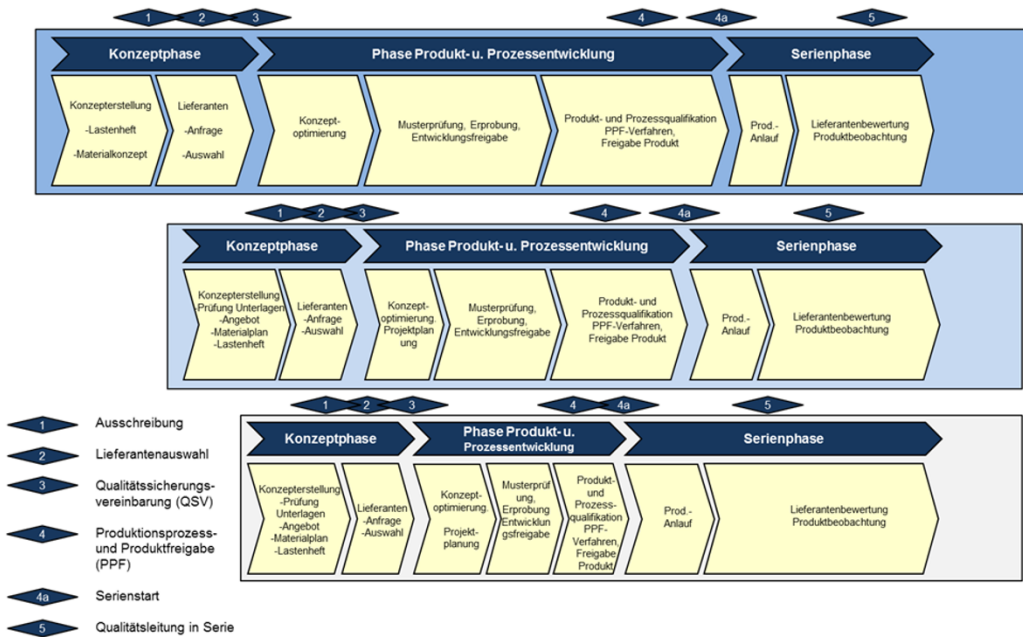 1 2 3 4 4a 5
Konzeptphase
Phase Produkt- u. Prozessentwicklung
Serienphase
Konzepterstellung
-Lastenheft
-Materialkonzept
Lieferanten
-Anfrage
-Auswahl
Konzept-
optimierung
Musterprüfung, Erprobung,
Entwicklungsfreigabe
Produkt- und Prozessqualifikation
PPF-Verfahren,
Freigabe Produkt
Prod.-
Anlauf
Lieferantenbewertung
Produktbeobachtung
1 2 3 4 4a 5
Konzeptphase
Phase Produkt- u. Prozessentwicklung
Serienphase
Konzepterstellung
-Prüfung Unterlagen
-Angebot
-Materialplan
-Lastenheft
Lieferanten
-Anfrage
-Auswahl
Konzept-
optimierung.
Projektplan
ung
Musterprüfung,
Erprobung,
Entwicklungsfreigabe
Produkt- und
Prozessqualifikation
PPF-Verfahren,
Freigabe Produkt
Prod.-
Anlauf
Lieferantenbewertung
Produktbeobachtung
1 2 3 4 4a 5
Konzeptphase
Phase Produkt- u.
Prozessentwicklung
Serienphase
Konzepterstellung
-Prüfung
Unterlagen
-Angebot
-Materialplan
-Lastenheft
Lieferanten
-Anfrage
-Auswahl
Konzept-
optimierung.
Projekt-
planung
Musterprüf
ung,
Erprobung
Entwicklun
gsfreigabe
Produkt-
und
Prozess-
qualifikation
PPF-
Verfahren,
Freigabe
Produkt
Prod.-
Anlauf
Lieferantenbewertung
Produktbeobachtung
1 Ausschreibung
2 Lieferantenauswahl
3 Qualitätssicherungs-
vereinbarung (QSV)
4 Produktionsprozess-
und Produktfreigabe
(PPF)
4a Serienstart
5 Qualitätsleitung in Serie